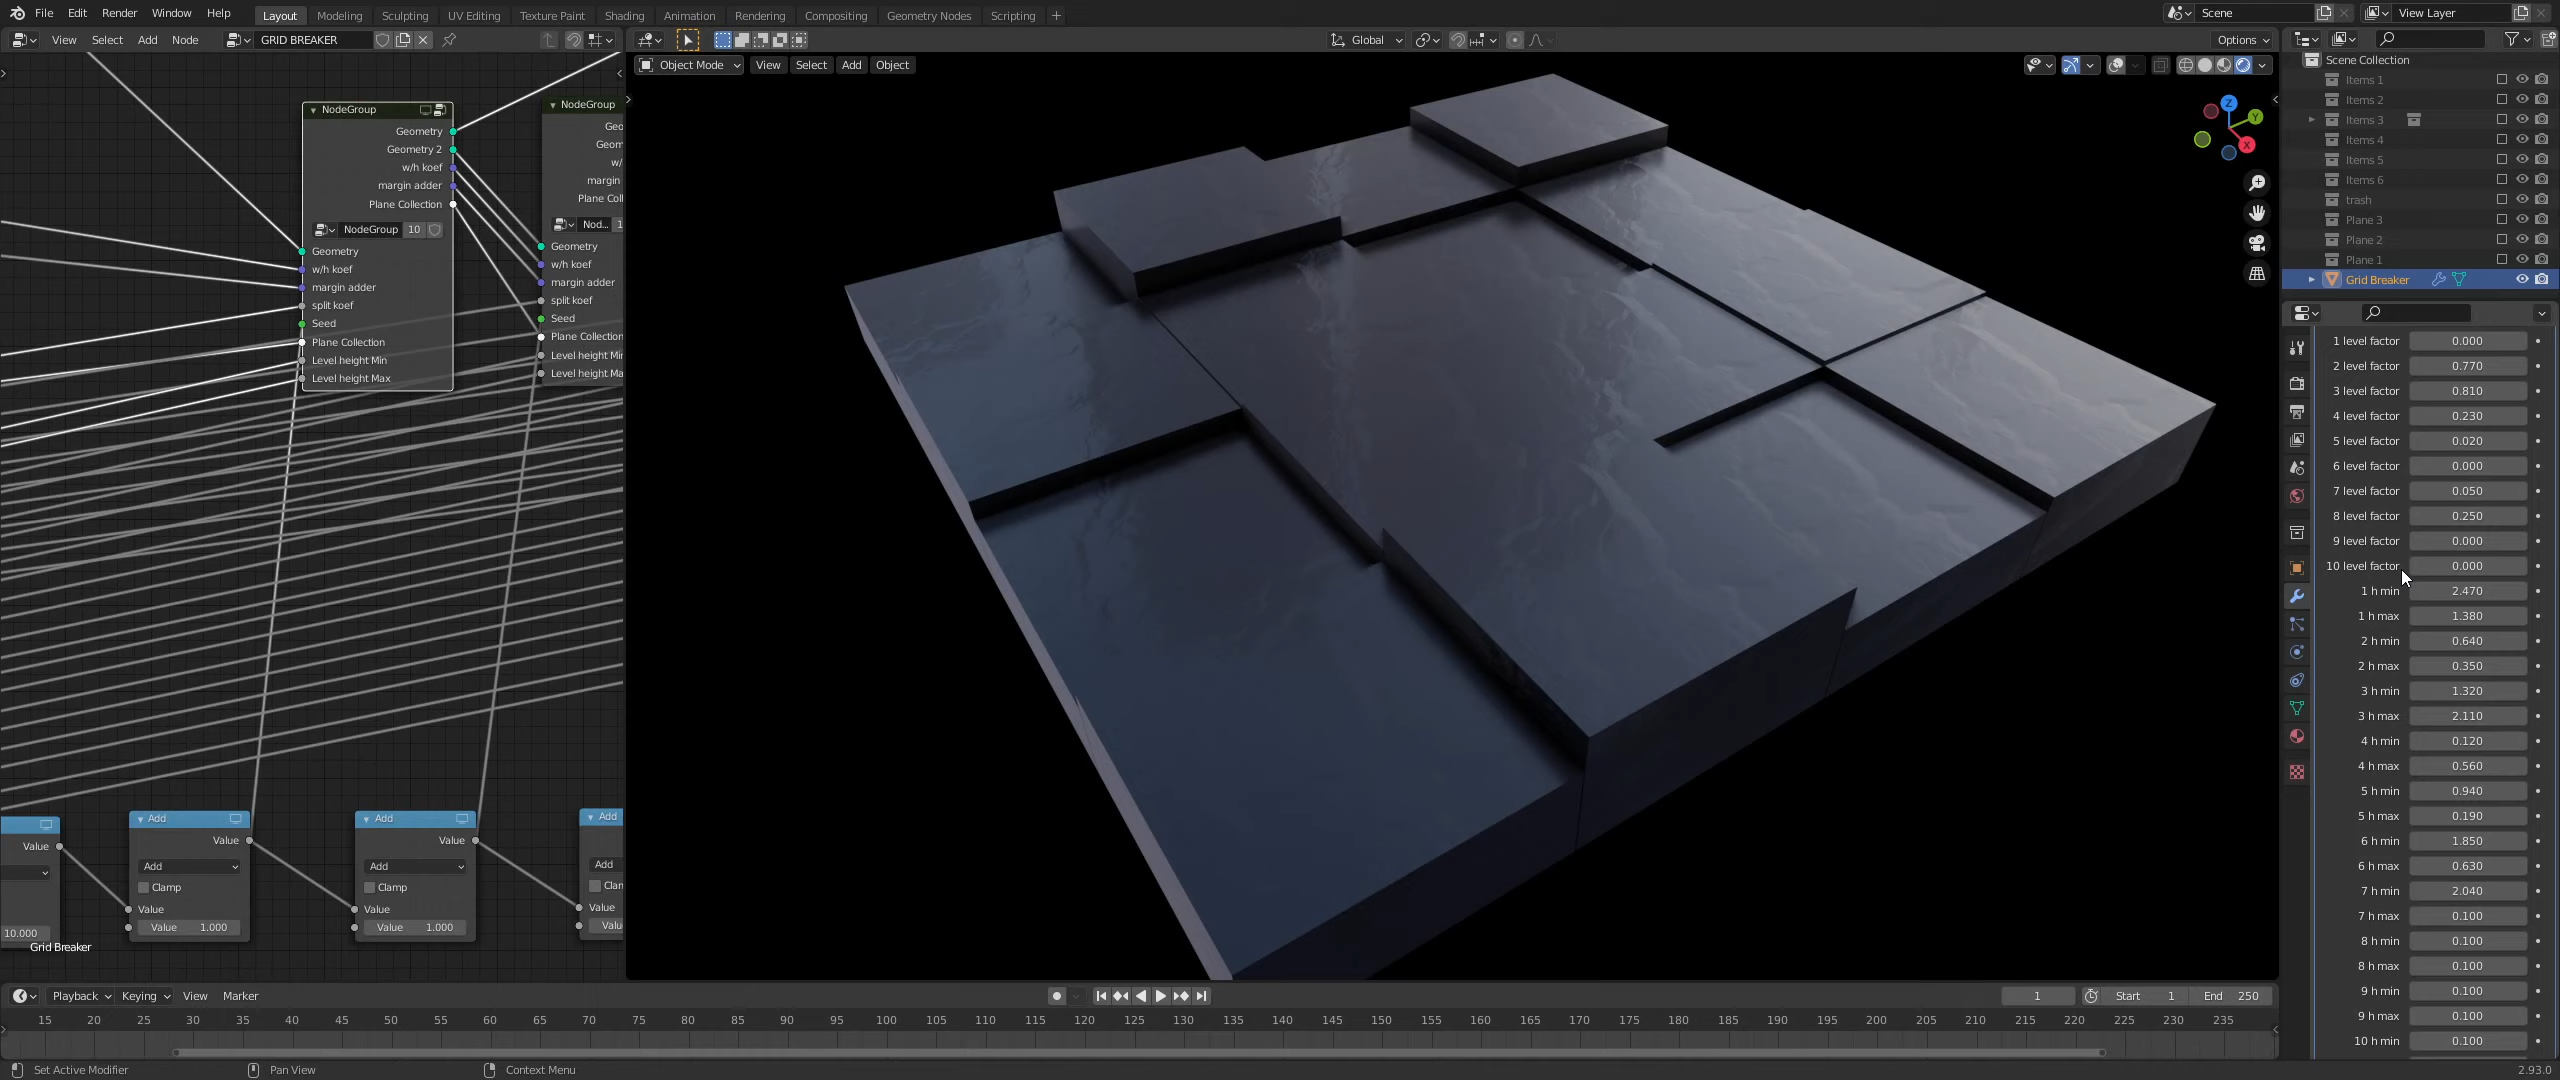 File Edit Render Window Help Layout Modeling Sculpting UV Editing Texture Paint Shading Animation Rendering Compositing Geometry Nodes Scripting Scene View Layer
View Select Add Node GRID BREAKER Global Options
Object Mode View Select Add Object
NodeGroup
Geometry
Geometry 2
w/h koef
margin adder
Plane Collection
NodeGroup 10
Geometry
w/h koef
margin adder
split koef
Seed
Plane Collection
Level height Min
Level height Max
NodeGroup
Geo
Geom
w/
margin
Plane Coll
Nod... 1
Geometry
w/h koef
margin adder
split koef
Seed
Plane Collection
Level height Min
Level height Ma
Value
10.000
Add
Value
Add
Clamp
Value
Value 1.000
Add
Value
Add
Clamp
Value
Value 1.000
Add
Add
Clan
Value
Valu
Grid Breaker
Z
Y
X
Scene Collection
Items 1
Items 2
Items 3
Items 4
Items 5
Items 6
trash
Plane 3
Plane 2
Plane 1
Grid Breaker
1 level factor 0.000
2 level factor 0.770
3 level factor 0.810
4 level factor 0.230
5 level factor 0.020
6 level factor 0.000
7 level factor 0.050
8 level factor 0.250
9 level factor 0.000
10 level factor 0.000
1 h min 2.470
1 h max 1.380
2 h min 0.640
2 h max 0.350
3 h min 1.320
3 h max 2.110
4 h min 0.120
4 h max 0.560
5 h min 0.940
5 h max 0.190
6 h min 1.850
6 h max 0.630
7 h min 2.040
7 h max 0.100
8 h min 0.100
8 h max 0.100
9 h min 0.100
9 h max 0.100
10 h min 0.100
Playback Keying View Marker 1 Start 1 End 250
15 20 25 30 35 40 45 50 55 60 65 70 75 80 85 90 95 100 105 110 115 120 125 130 135 140 145 150 155 160 165 170 175 180 185 190 195 200 205 210 215 220 225 230 235
Set Active Modifier Pan View Context Menu 2.93.0